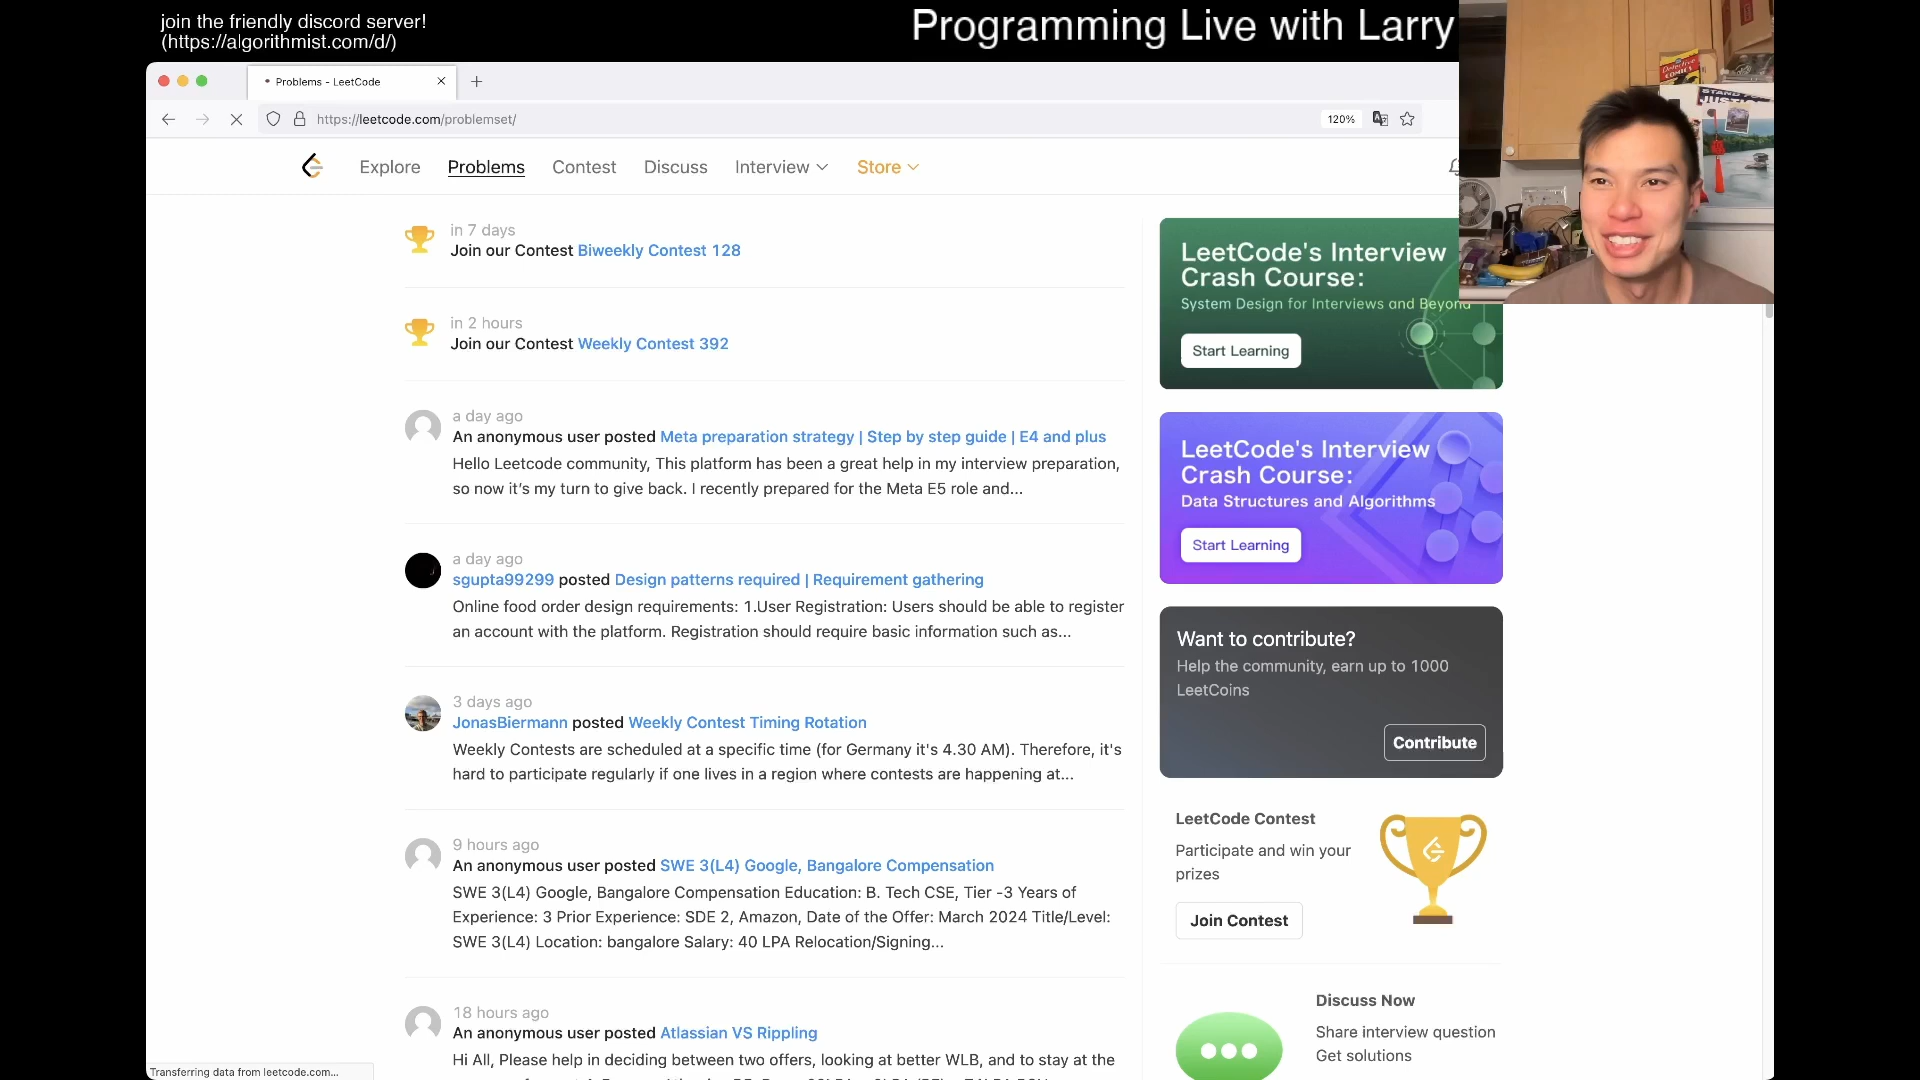 join the friendly discord server!
(https://algorithmist.com/d/)
Programming Live with Larry
Problems - LeetCode
https://leetcode.com/problemset/
120%
Explore
Problems
Contest
Discuss
Interview
Store
in 7 days
Join our Contest Biweekly Contest 128
in 2 hours
Join our Contest Weekly Contest 392
a day ago
An anonymous user posted Meta preparation strategy | Step by step guide | E4 and plus
Hello Leetcode community, This platform has been a great help in my interview preparation,
so now it's my turn to give back. I recently prepared for the Meta E5 role and...
a day ago
sgupta99299 posted Design patterns required | Requirement gathering
Online food order design requirements: 1.User Registration: Users should be able to register
an account with the platform. Registration should require basic information such as...
3 days ago
JonasBiermann posted Weekly Contest Timing Rotation
Weekly Contests are scheduled at a specific time (for Germany it's 4.30 AM). Therefore, it's
hard to participate regularly if one lives in a region where contests are happening at...
9 hours ago
An anonymous user posted SWE 3(L4) Google, Bangalore Compensation
SWE 3(L4) Google, Bangalore Compensation Education: B. Tech CSE, Tier -3 Years of
Experience: 3 Prior Experience: SDE 2, Amazon, Date of the Offer: March 2024 Title/Level:
SWE 3(L4) Location: bangalore Salary: 40 LPA Relocation/Signing...
18 hours ago
An anonymous user posted Atlassian VS Rippling
Hi All, Please help in deciding between two offers, looking at better WLB, and to stay at the
LeetCode's Interview
Crash Course:
System Design for Interviews and Beyond
Start Learning
LeetCode's Interview
Crash Course:
Data Structures and Algorithms
Start Learning
Want to contribute?
Help the community, earn up to 1000
LeetCoins
Contribute
LeetCode Contest
Participate and win your
prizes
Join Contest
Discuss Now
Share interview question
Get solutions
Transferring data from leetcode.com...
Detective
COMICS